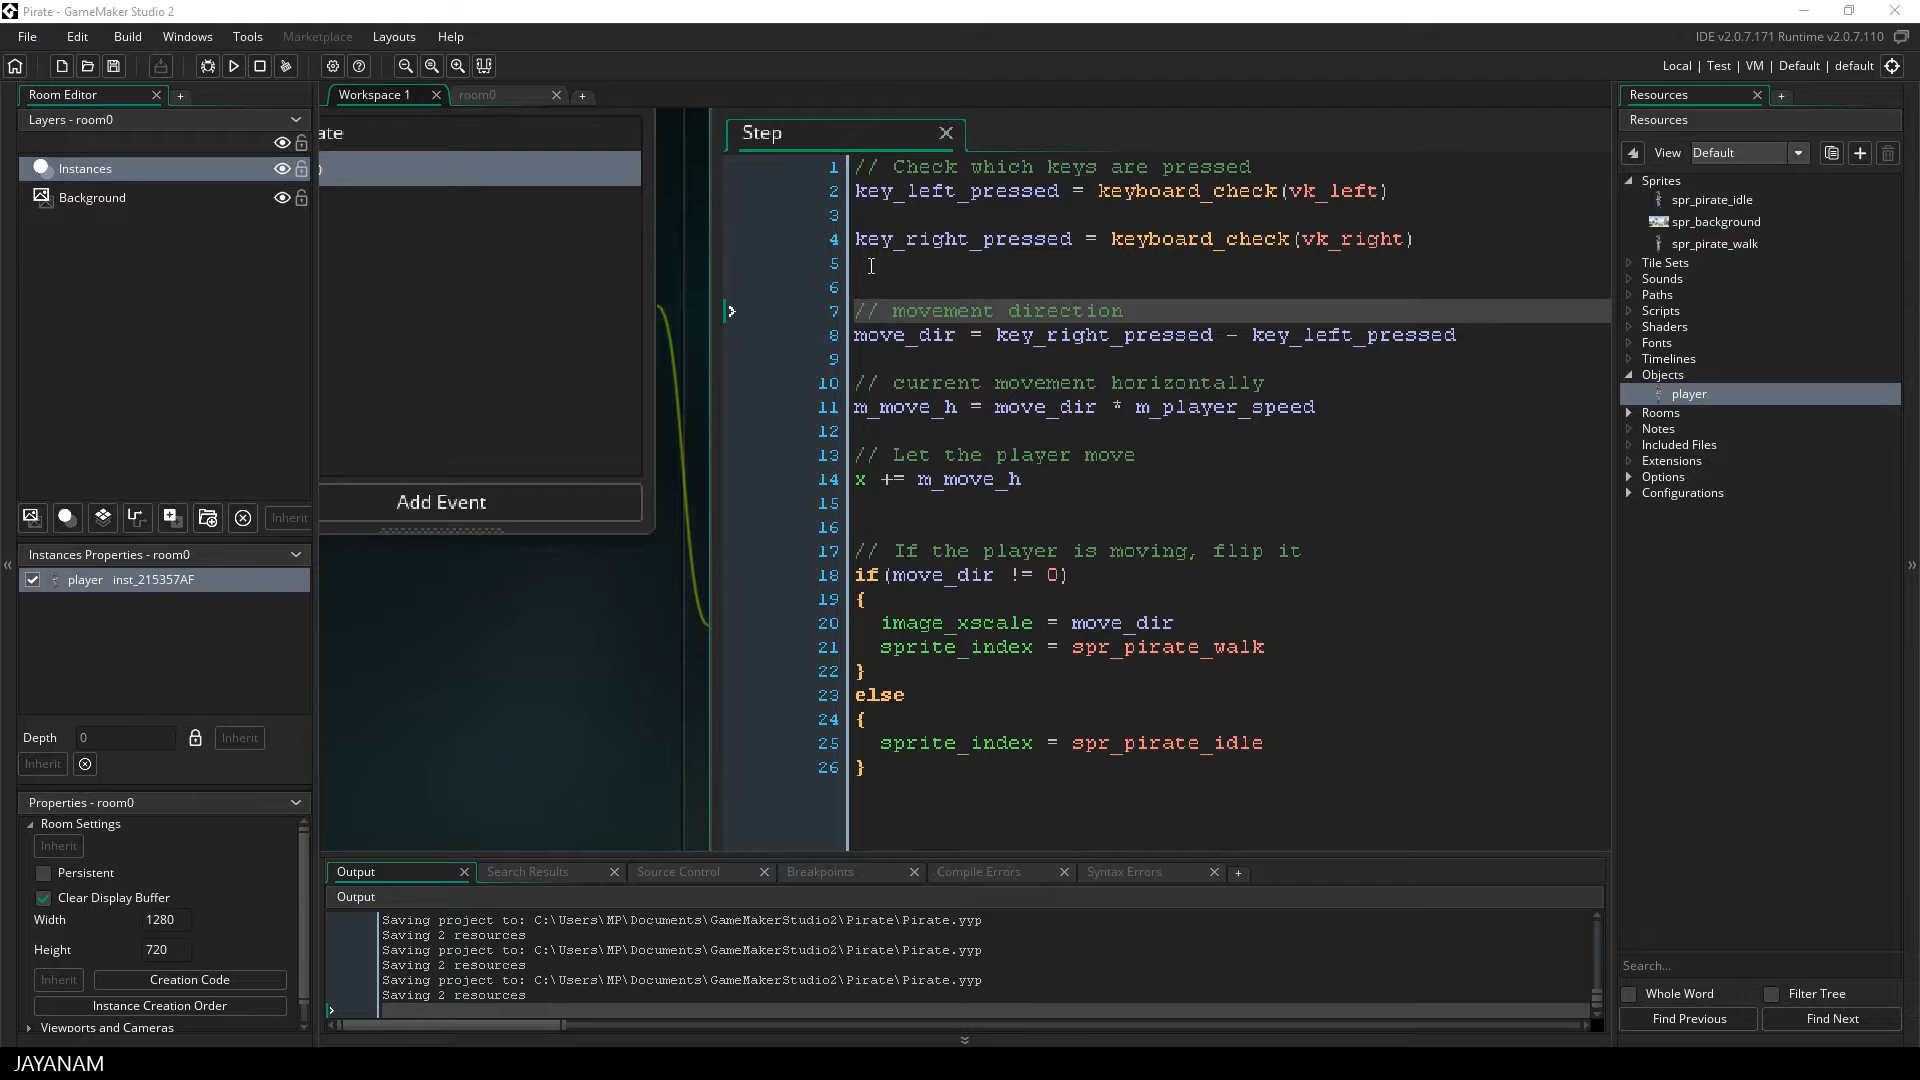 Pirate - GameMaker Studio 2
File Edit Build Windows Tools Marketplace Layouts Help
IDE v2.0.7.171 Runtime v2.0.7.110
Local | Test | VM | Default | default
Room Editor
Layers - room0
Instances
Background
Inherit
Instances Properties - room0
player inst_215357AF
Depth 0 Inherit
Inherit
Properties - room0
Room Settings
Inherit
Persistent
Clear Display Buffer
Width 1280
Height 720
Inherit Creation Code
Instance Creation Order
Viewports and Cameras
Workspace 1 room0
ate
Add Event
Step
1 // Check which keys are pressed
2 key_left_pressed = keyboard_check(vk_left)
3
4 key_right_pressed = keyboard_check(vk_right)
5
6
7 // movement direction
8 move_dir = key_right_pressed - key_left_pressed
9
10 // current movement horizontally
11 m_move_h = move_dir * m_player_speed
12
13 // Let the player move
14 x += m_move_h
15
16
17 // If the player is moving, flip it
18 if(move_dir != 0)
19 {
20 image_xscale = move_dir
21 sprite_index = spr_pirate_walk
22 }
23 else
24 {
25 sprite_index = spr_pirate_idle
26 }
Output Search Results Source Control Breakpoints Compile Errors Syntax Errors
Output
Saving project to: C:\Users\MP\Documents\GameMakerStudio2\Pirate\Pirate.yyp
Saving 2 resources
Saving project to: C:\Users\MP\Documents\GameMakerStudio2\Pirate\Pirate.yyp
Saving 2 resources
Saving project to: C:\Users\MP\Documents\GameMakerStudio2\Pirate\Pirate.yyp
Saving 2 resources
Resources
Resources
View Default
Sprites
spr_pirate_idle
spr_background
spr_pirate_walk
Tile Sets
Sounds
Paths
Scripts
Shaders
Fonts
Timelines
Objects
player
Rooms
Notes
Included Files
Extensions
Options
Configurations
Search...
Whole Word Filter Tree
Find Previous Find Next
JAYANAM